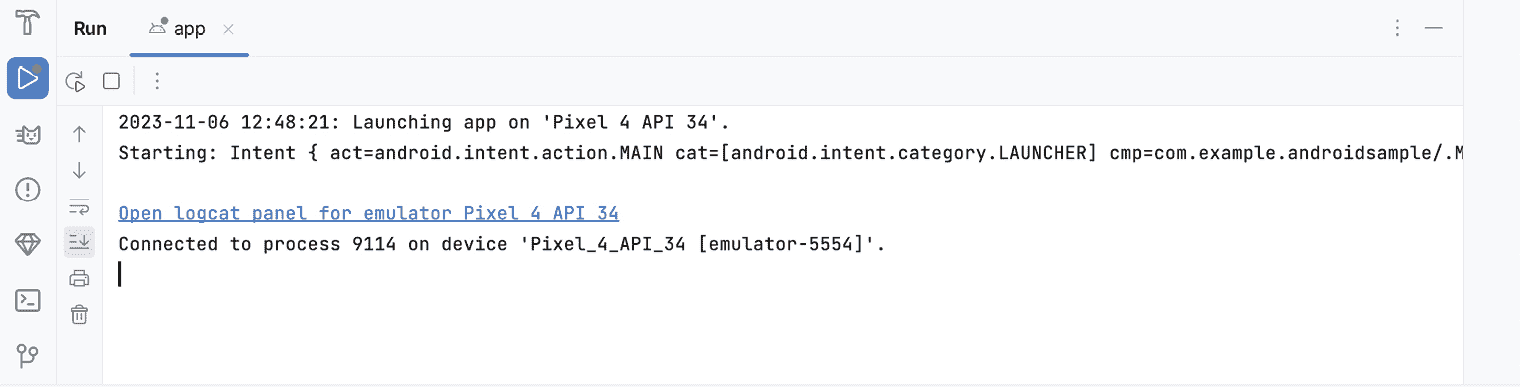 Run app
2023-11-06 12:48:21: Launching app on 'Pixel 4 API 34'.
Starting: Intent { act=android.intent.action.MAIN cat=[android.intent.category.LAUNCHER] cmp=com.example.androidsample/.M
Open logcat panel for emulator Pixel 4 API 34
Connected to process 9114 on device 'Pixel_4_API_34 [emulator-5554]'.